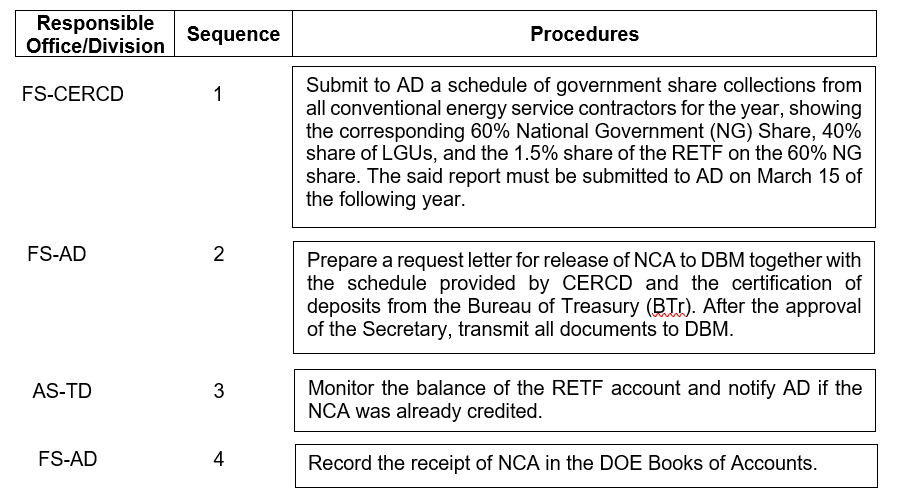 Responsible
Office/Division
Sequence
Procedures
FS-CERCD
1
Submit to AD a schedule of government share collections from
all conventional energy service contractors for the year, showing
the corresponding 60% National Government (NG) Share, 40%
share of LGUs, and the 1.5% share of the RETF on the 60% NG
share. The said report must be submitted to AD on March 15 of
the following year.
FS-AD
2
Prepare a request letter for release of NCA to DBM together with
the schedule provided by CERCD and the certification of
deposits from the Bureau of Treasury (BTr). After the approval
of the Secretary, transmit all documents to DBM.
AS-TD
3
Monitor the balance of the RETF account and notify AD if the
NCA was already credited.
FS-AD
4
Record the receipt of NCA in the DOE Books of Accounts.